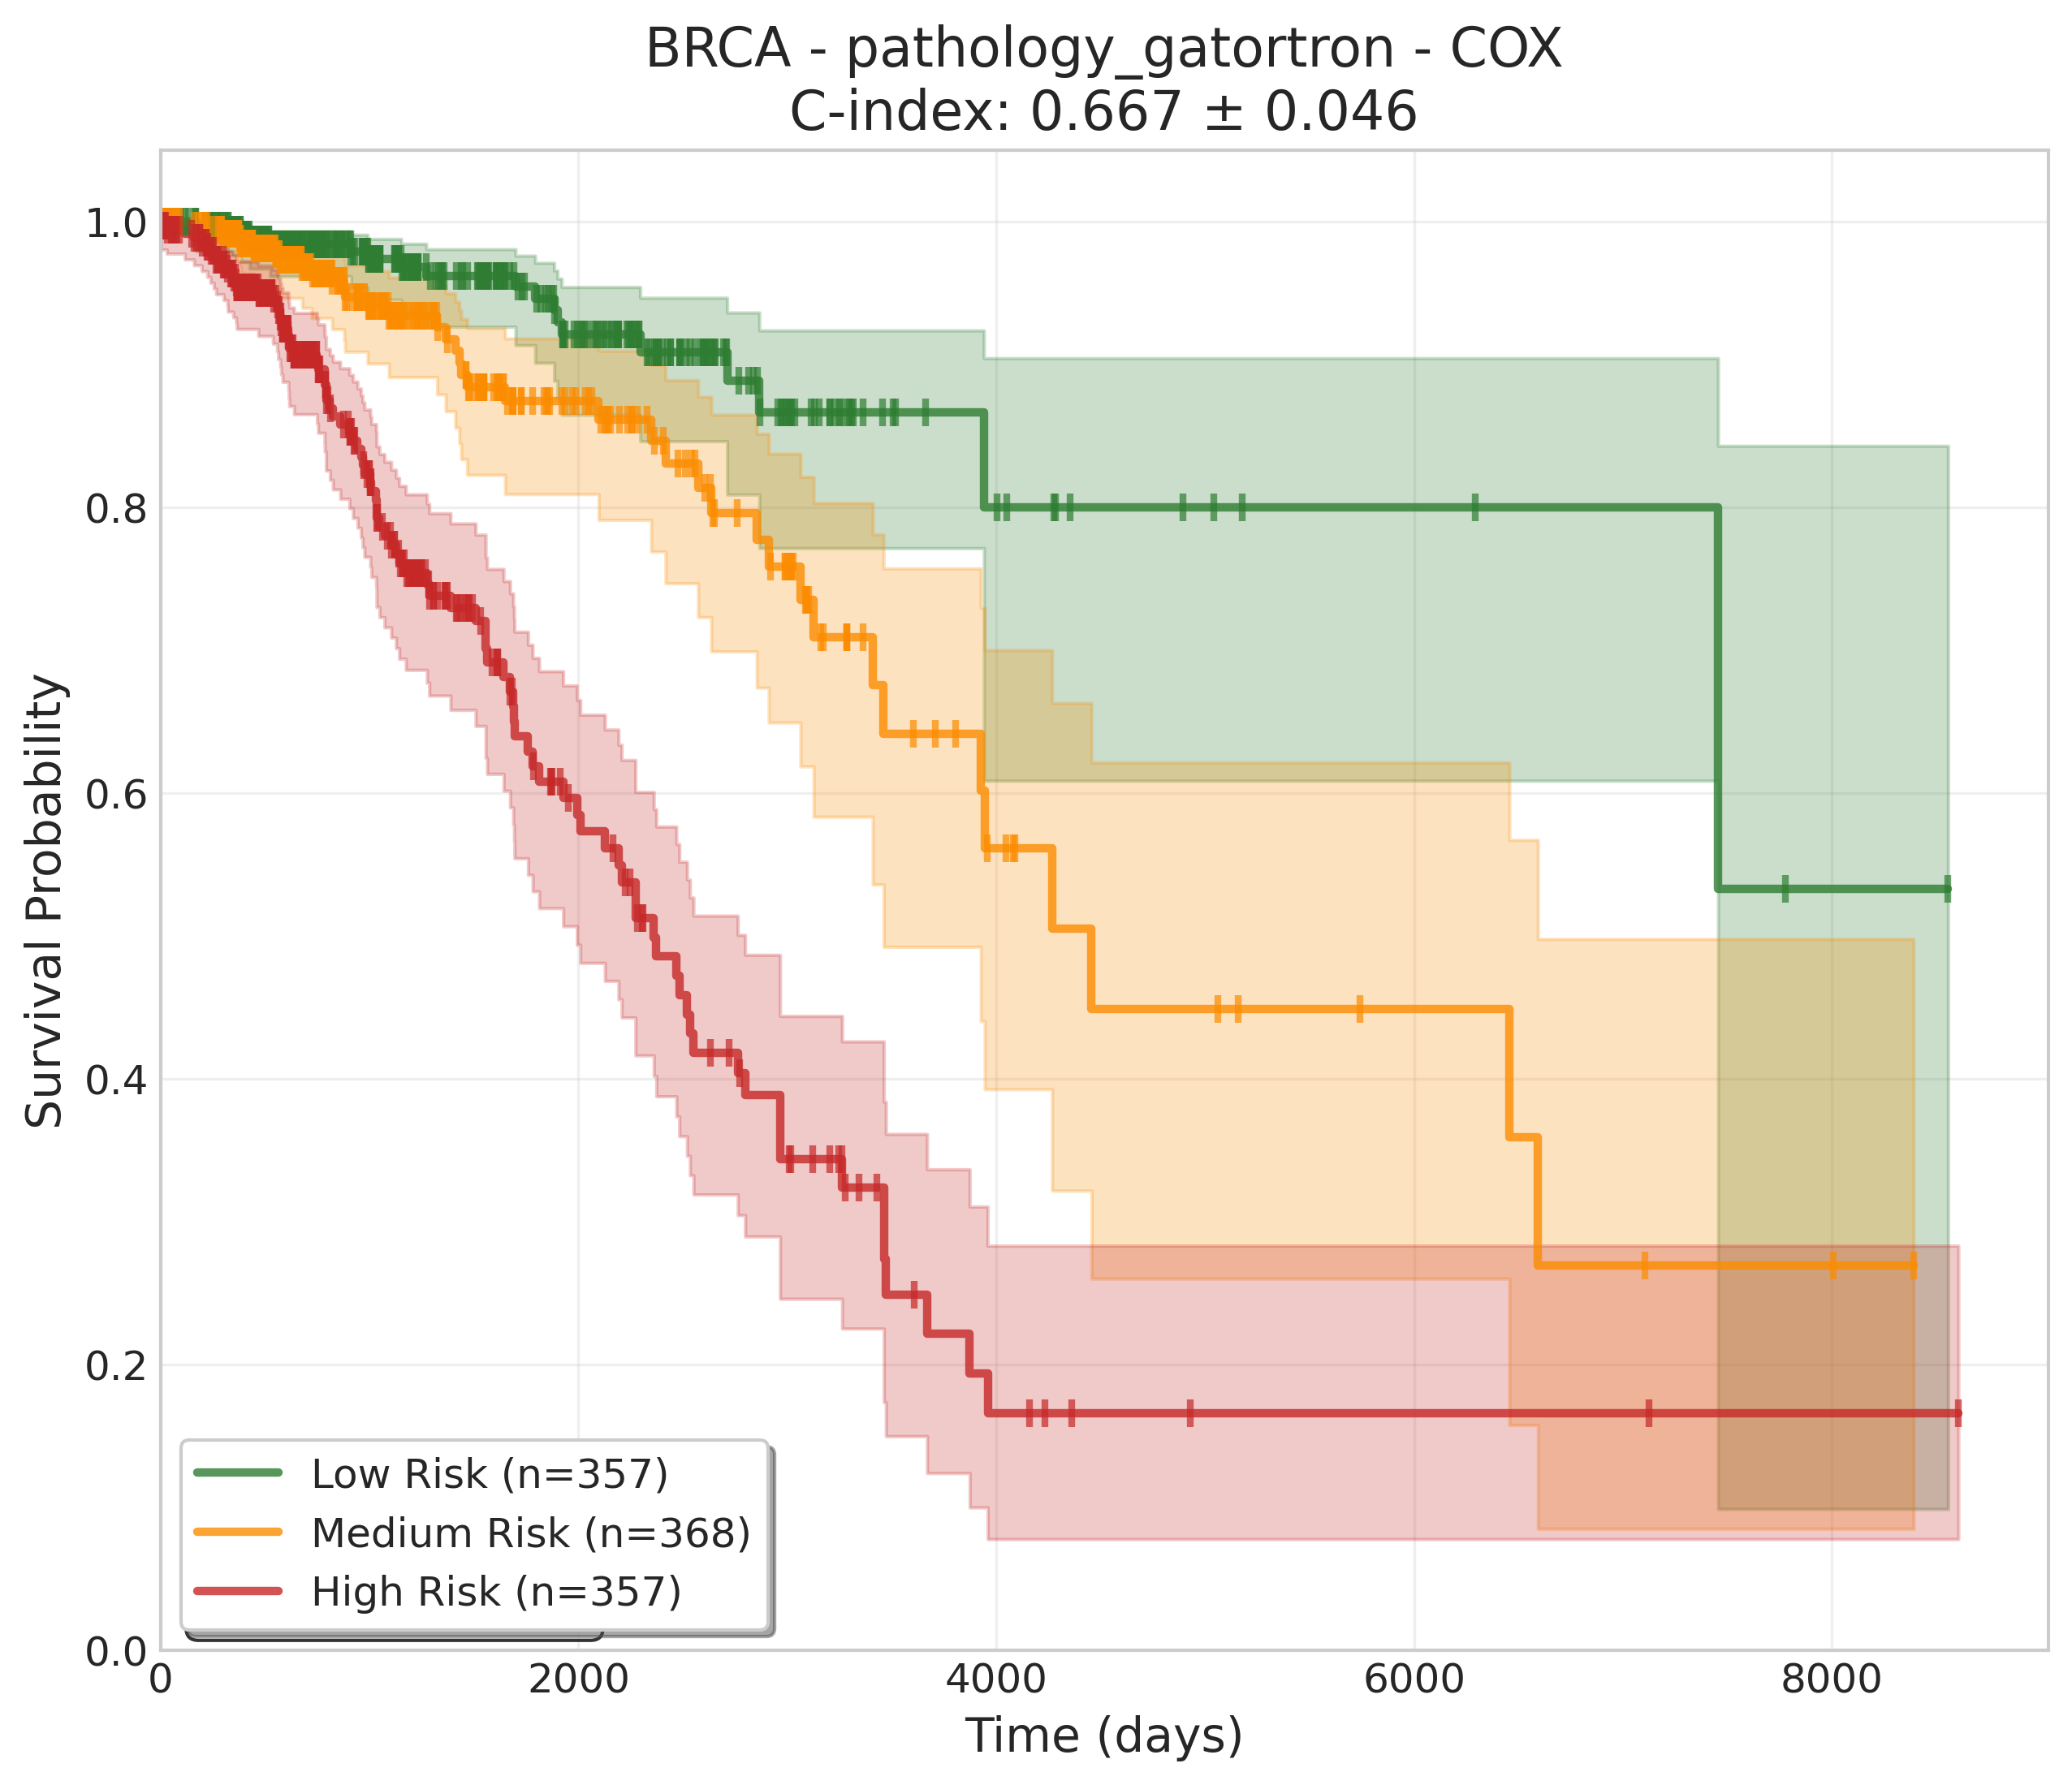 BRCA - pathology_gatortron - COX
C-index: 0.667 ± 0.046
Survival Probability
1.0
0.8
0.6
0.4
0.2
0.0
Low Risk (n=357)
Medium Risk (n=368)
High Risk (n=357)
0 2000 4000 6000 8000
Time (days)